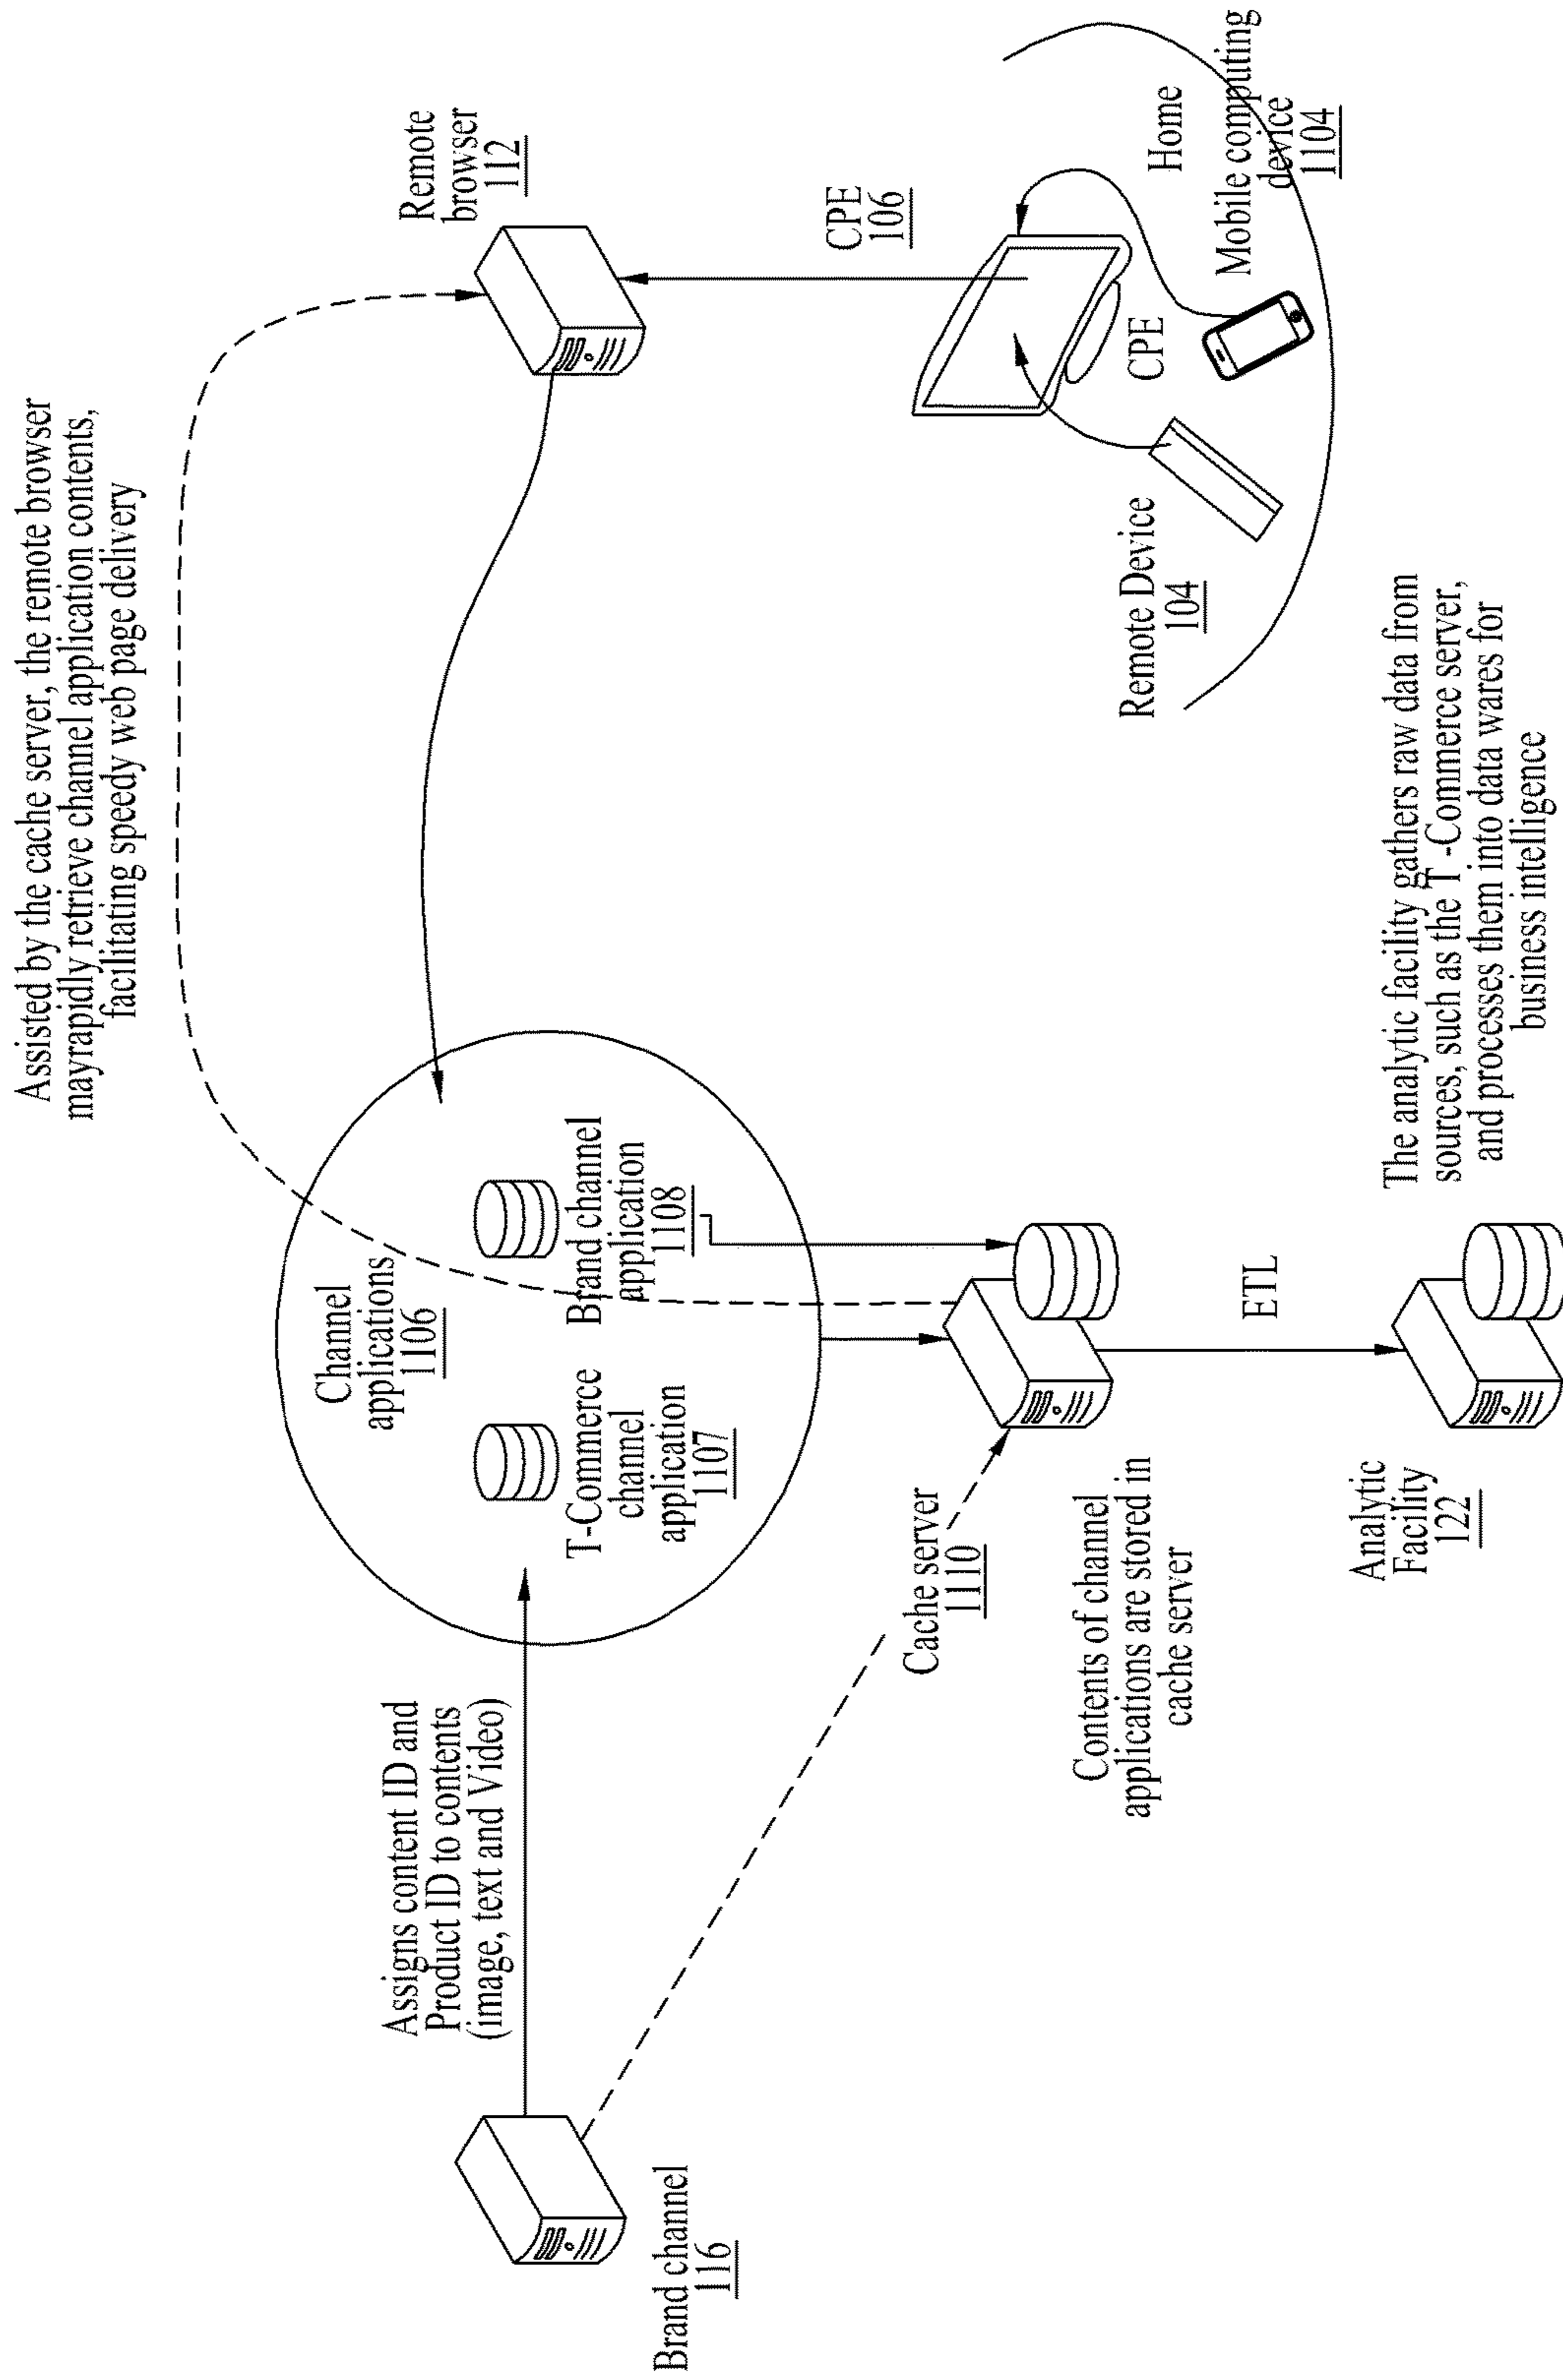 Assisted by the cache server, the remote browser
mayrapidly retrieve channel application contents,
facilitating speedy web page delivery
Remote
browser
112
Channel
applications
1106
Assigns content ID and
Product ID to contents
(image, text and Video)
T-Commerce
channel
application
1107
Brand channel
application
1108
Brand channel
116
CPE
106
Cache server
1110
Contents of channel
applications are stored in
cache server
Remote Device
104
CPE
Home
Mobile computing
device
1104
ETL
Analytic
Facility
122
The analytic facility gathers raw data from
sources, such as the T -Commerce server,
and processes them into data wares for
business intelligence